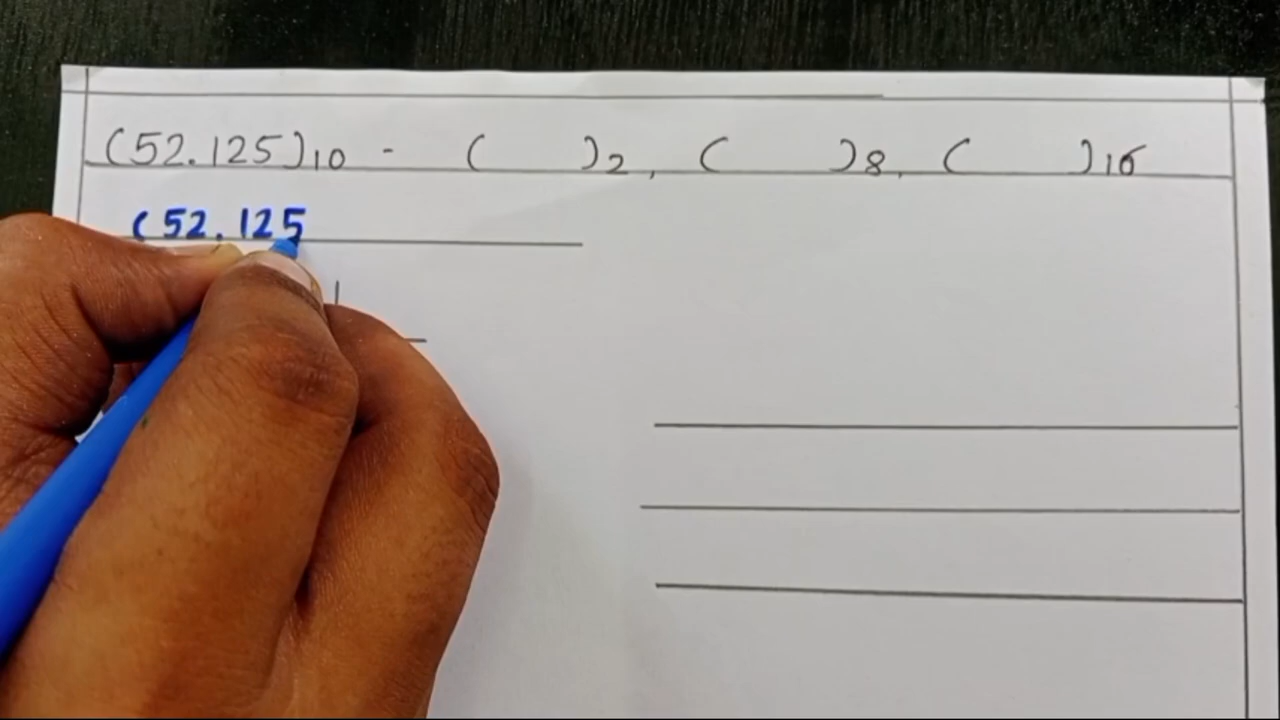 (52.125)10 - (        )2, (        )8, (        )16
(52.125